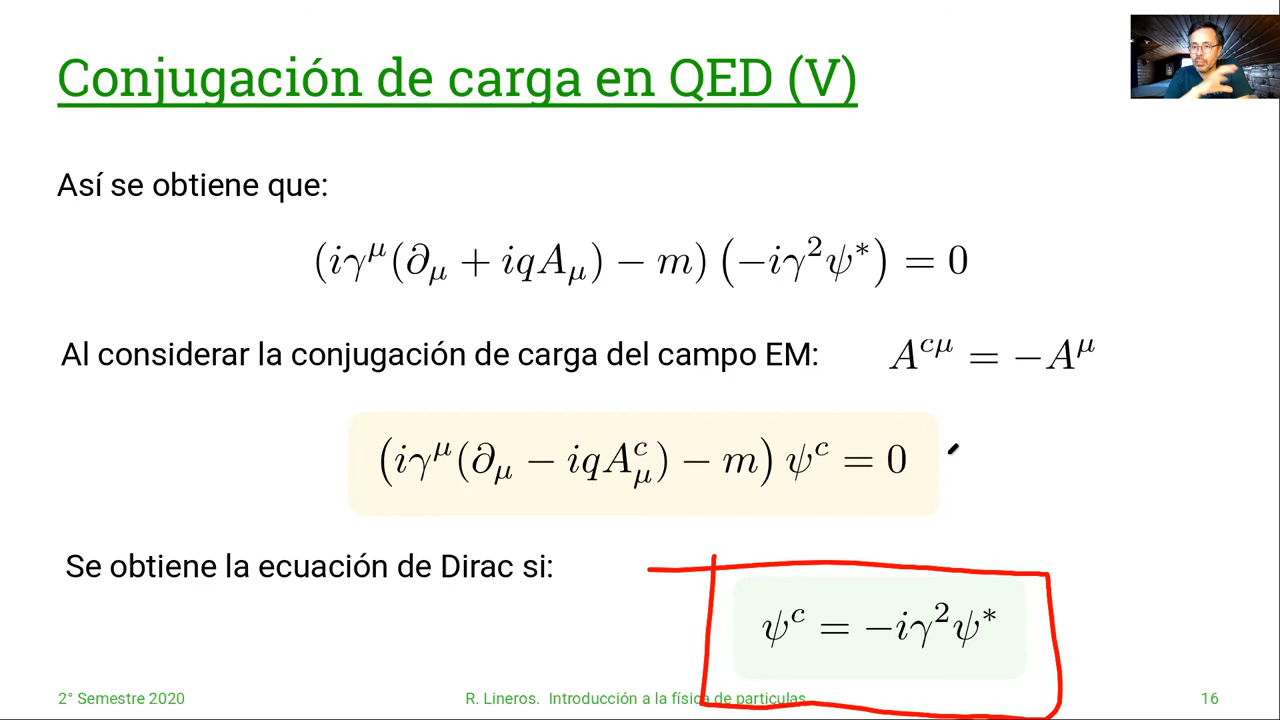 Conjugación de carga en QED (V)
Así se obtiene que:
(iγ^μ(∂_μ + iqA_μ) − m) (−iγ^2ψ^*) = 0
Al considerar la conjugación de carga del campo EM: A^{cμ} = −A^μ
(iγ^μ(∂_μ − iqA^c_μ) − m) ψ^c = 0
Se obtiene la ecuación de Dirac si:
ψ^c = −iγ^2ψ^*
2° Semestre 2020 R. Lineros. Introducción a la física de particulas 16